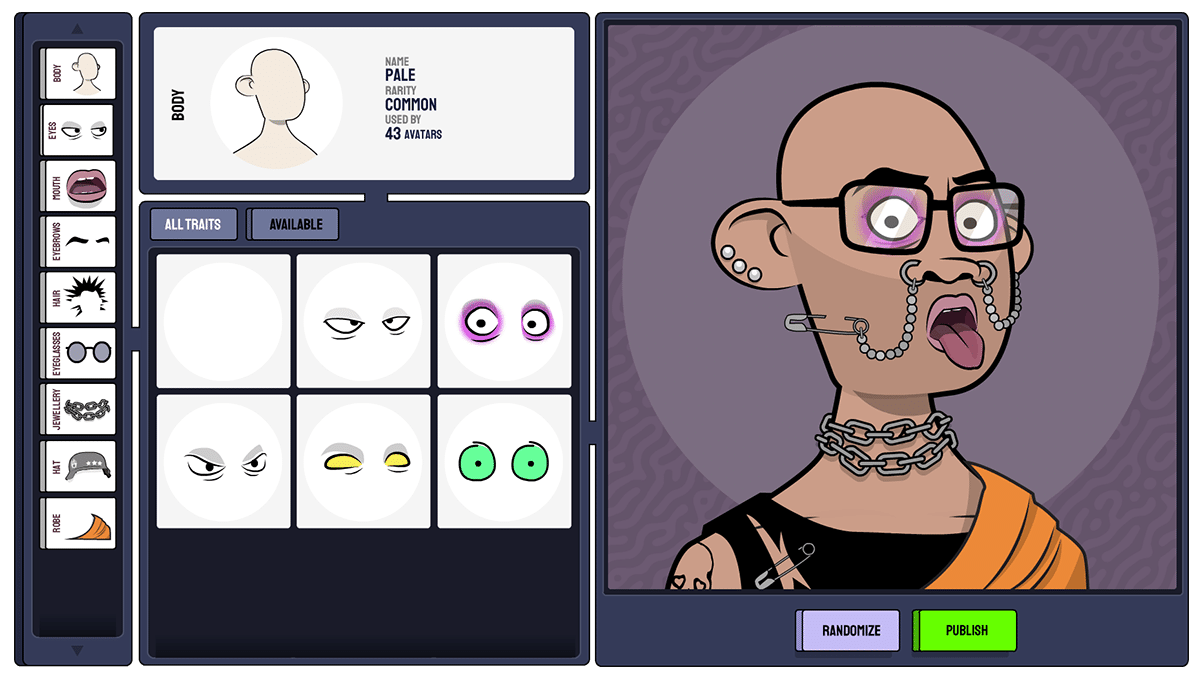 BODY
EYES
MOUTH
EYEBROWS
HAIR
EYEGLASSES
JEWELLERY
HAT
ROBE
BODY
NAME
PALE
RARITY
COMMON
USED BY
43 AVATARS
ALL TRAITS
AVAILABLE
RANDOMIZE
PUBLISH